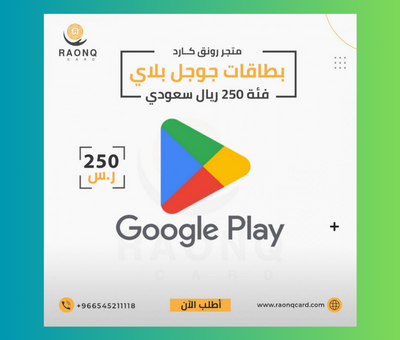 RAONQ
CARD
متجر رونق كارد
بطاقات جوجل بلاي
فئة 250 ريال سعودي
250
ر.س
Google Play
RAONQ
CARD
+966545211118
أطلب الآن
www.raonqcard.com